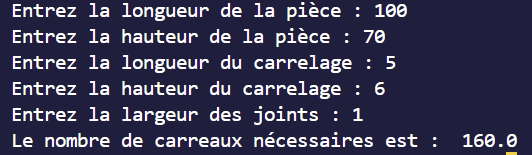 Entrez la longueur de la pièce : 100
Entrez la hauteur de la pièce : 70
Entrez la longueur du carrelage : 5
Entrez la hauteur du carrelage : 6
Entrez la largeur des joints : 1
Le nombre de carreaux nécessaires est :  160.0